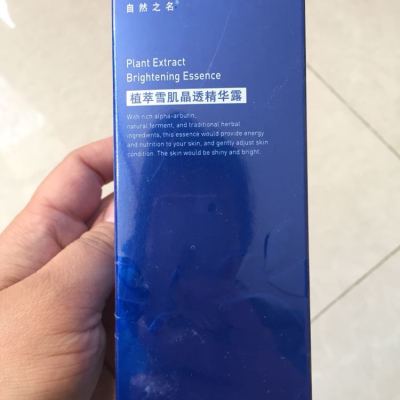 自然之名®
Plant Extract
Brightening Essence
植萃雪肌晶透精华露
With rich alpha-arbutin,
natural ferment, and traditional herbal
ingredients, this essence would provide energy
and nutrition to your skin, and gently adjust skin
condition. The skin would be shiny and bright.